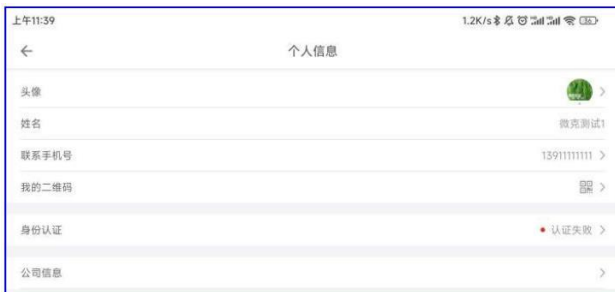 上午11:39 1.2K/s 36
个人信息
头像
姓名 微克测试1
联系手机号 13911111111
我的二维码
身份认证 认证失败
公司信息